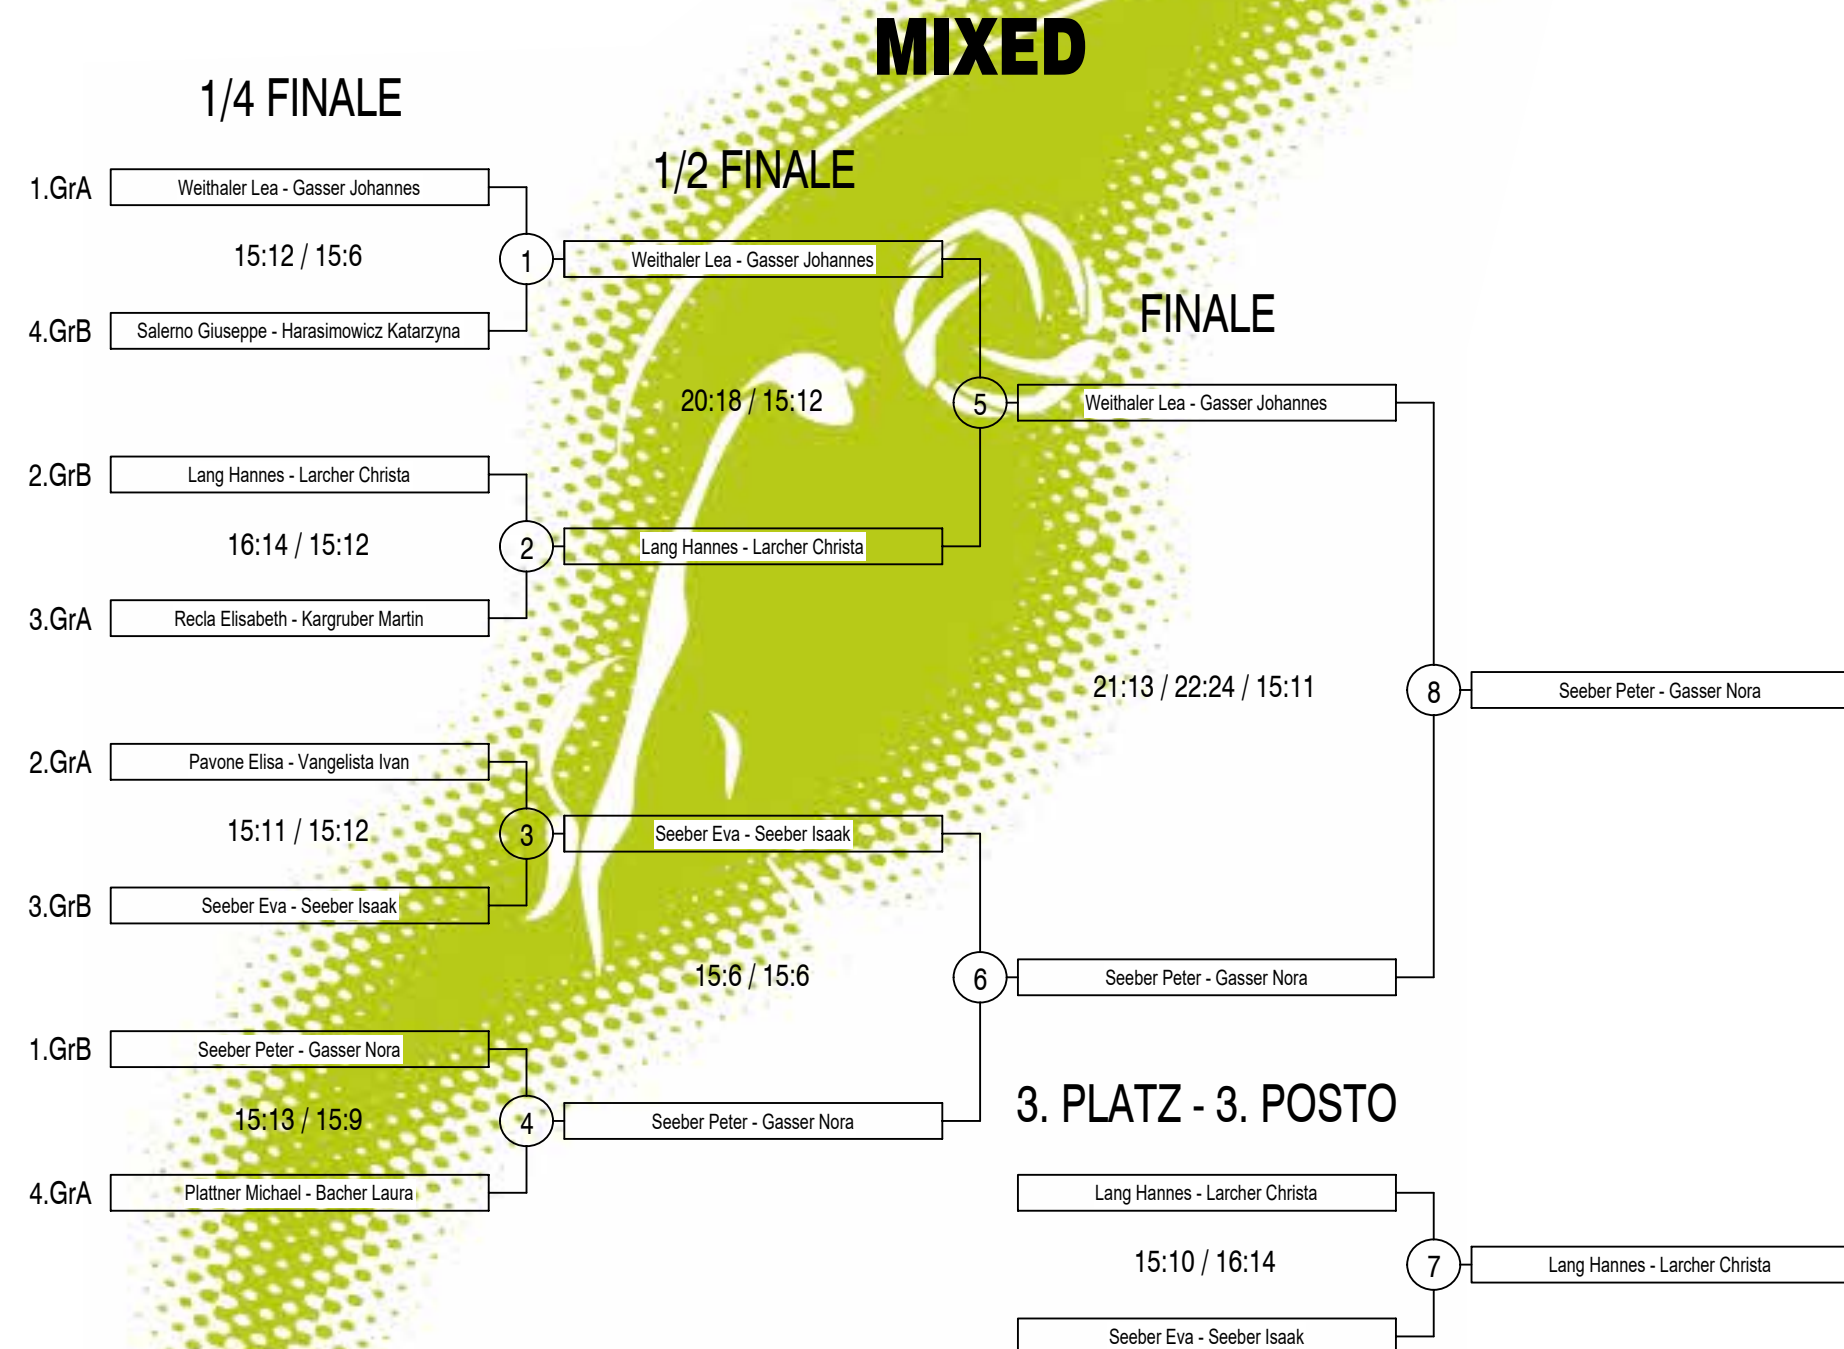 MIXED
1/4 FINALE
1/2 FINALE
1.GrA Weithaler Lea - Gasser Johannes
15:12 / 15:6
1
Weithaler Lea - Gasser Johannes
4.GrB Salerno Giuseppe - Harasimowicz Katarzyna
FINALE
20:18 / 15:12
5
Weithaler Lea - Gasser Johannes
2.GrB Lang Hannes - Larcher Christa
16:14 / 15:12
2
Lang Hannes - Larcher Christa
3.GrA Recla Elisabeth - Kargruber Martin
21:13 / 22:24 / 15:11
8
Seeber Peter - Gasser Nora
2.GrA Pavone Elisa - Vangelista Ivan
15:11 / 15:12
3
Seeber Eva - Seeber Isaak
3.GrB Seeber Eva - Seeber Isaak
15:6 / 15:6
6
Seeber Peter - Gasser Nora
1.GrB Seeber Peter - Gasser Nora
15:13 / 15:9
4
Seeber Peter - Gasser Nora
3. PLATZ - 3. POSTO
4.GrA Plattner Michael - Bacher Laura
Lang Hannes - Larcher Christa
15:10 / 16:14
7
Lang Hannes - Larcher Christa
Seeber Eva - Seeber Isaak